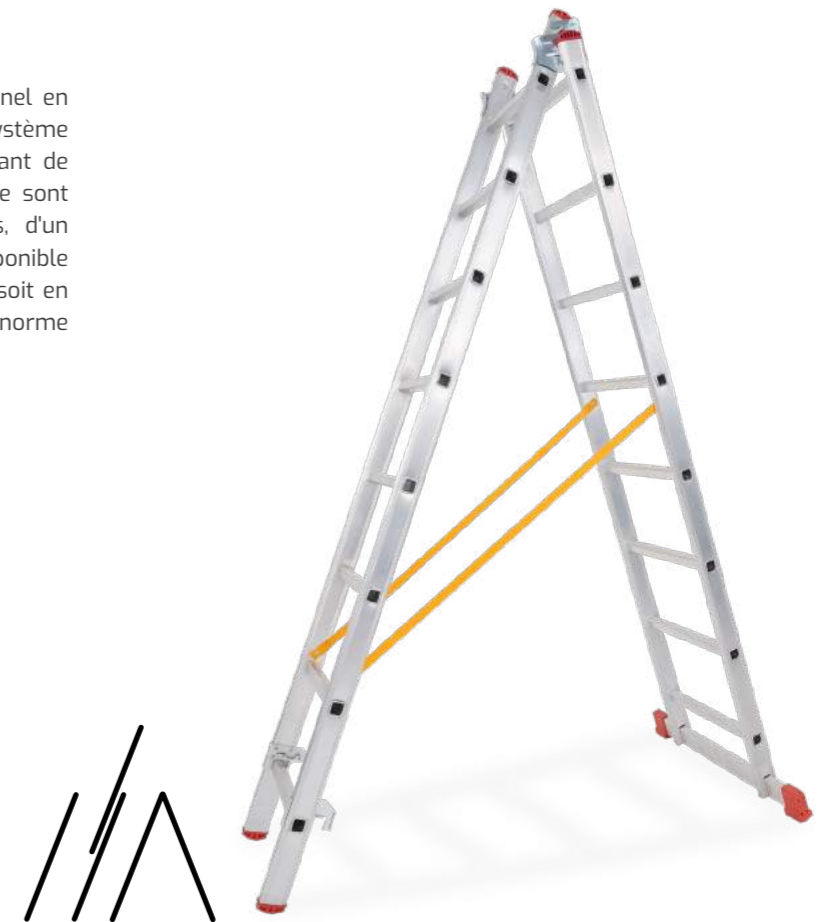 nel en
ystème
ant de
e sont
s, d'un
ponible
soit en
norme